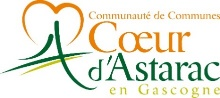 Communauté de Communes
Cœur
d'Astarac
en Gascogne